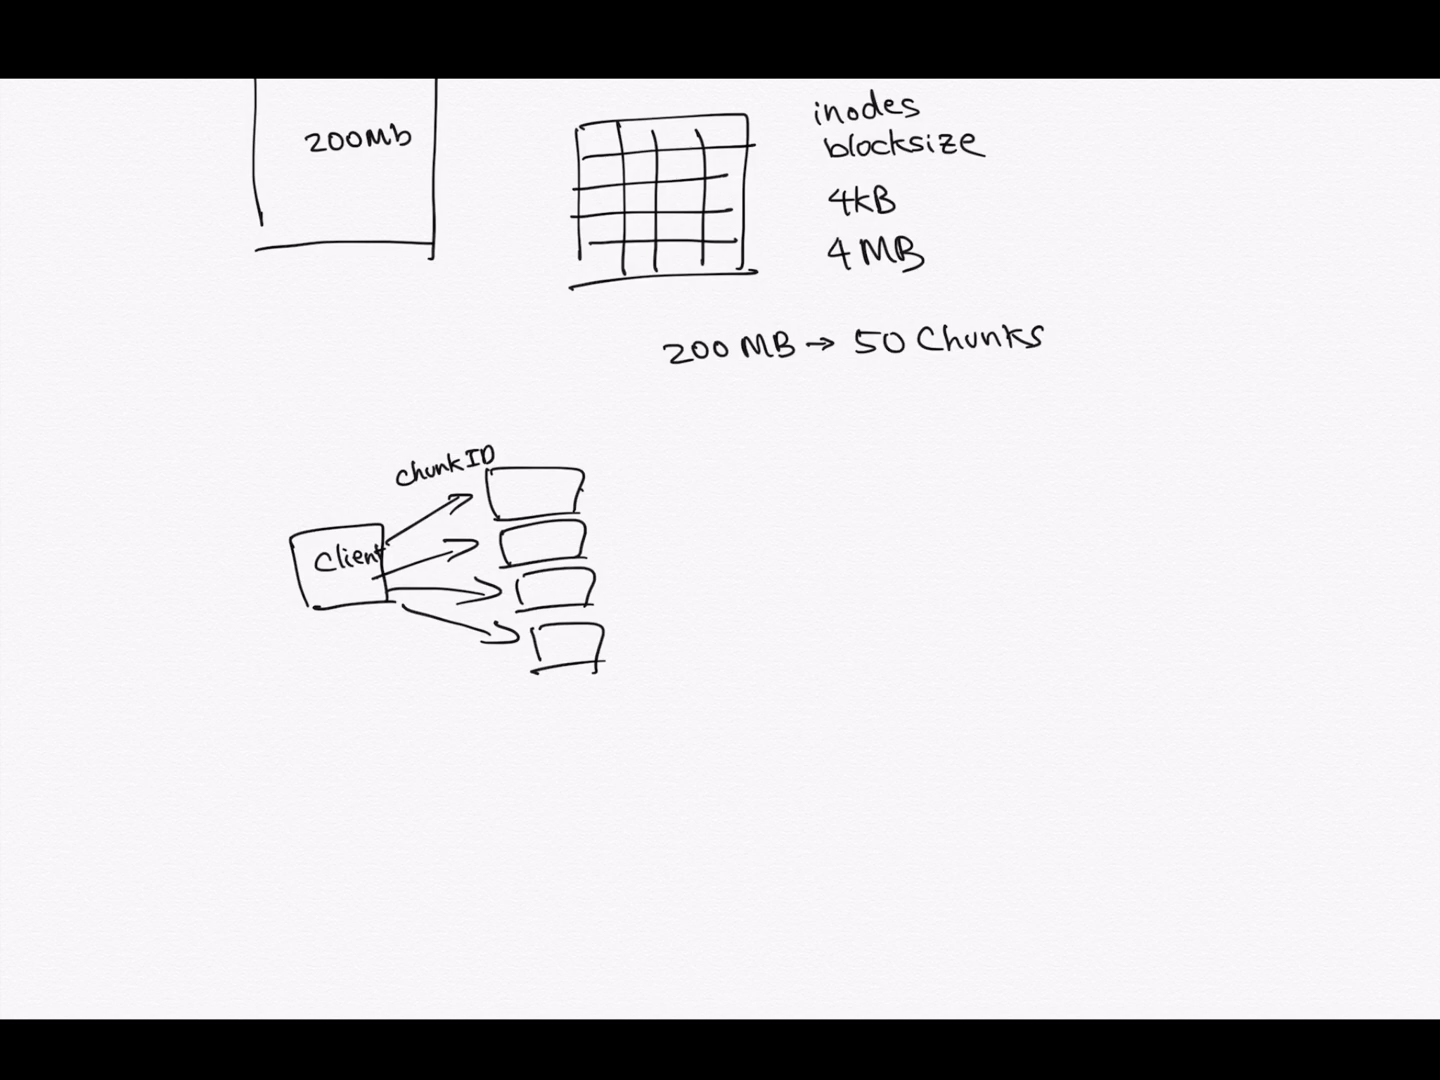 200Mb
inodes
blocksize
4kB
4MB
200 MB → 50 Chunks
chunkID
Client